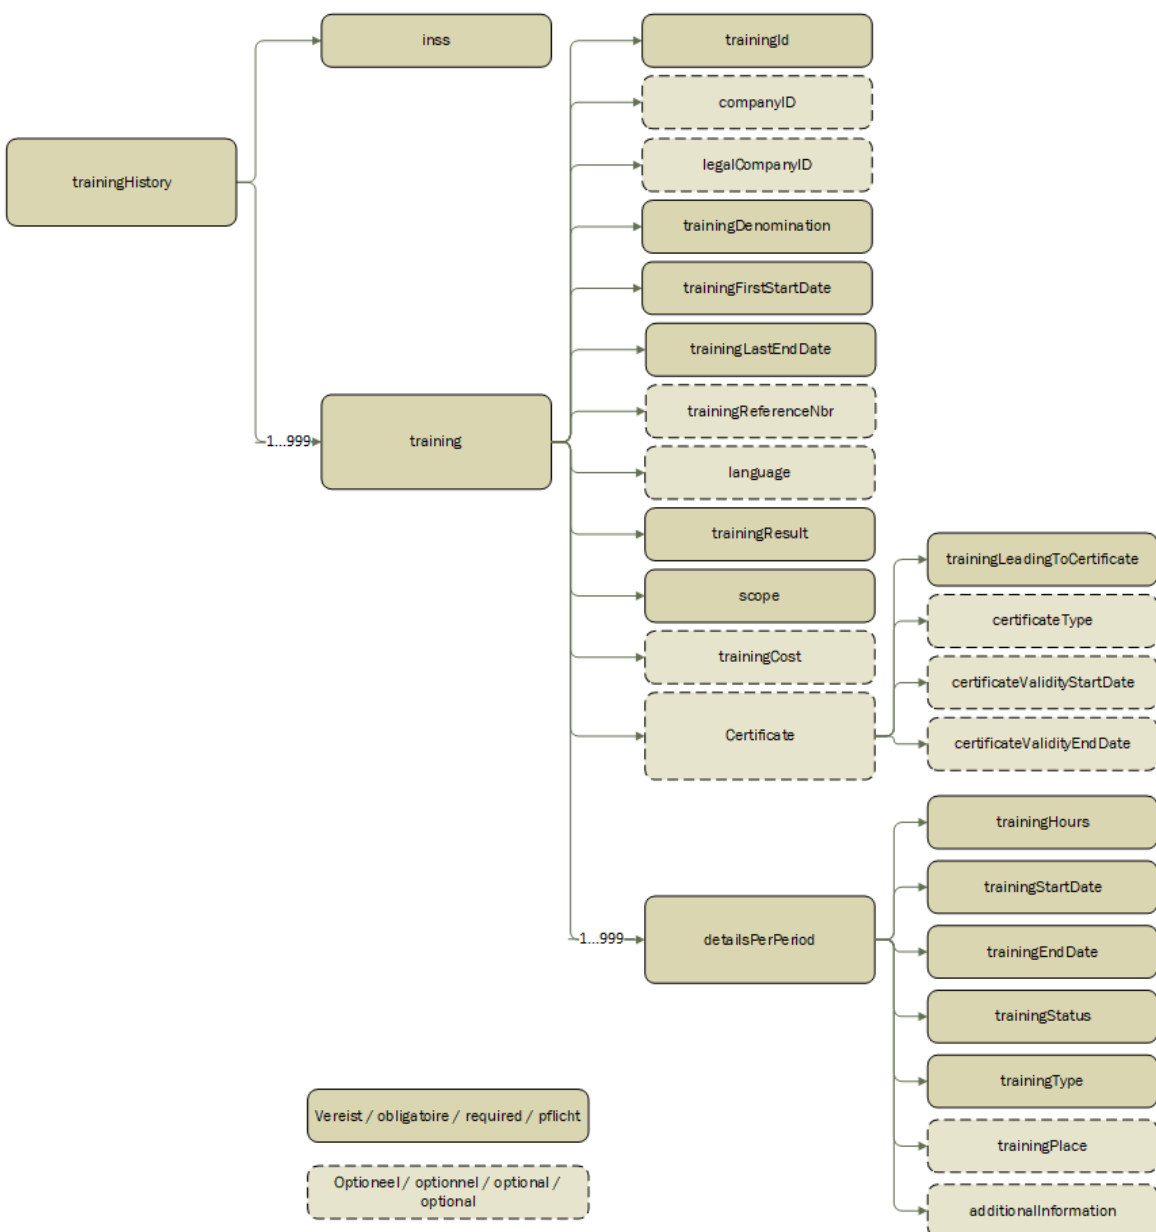 trainingHistory
inss
1...999
training
trainingId
companyID
legalCompanyID
trainingDenomination
trainingFirstStartDate
trainingLastEndDate
trainingReferenceNbr
language
trainingResult
scope
trainingCost
Certificate
trainingLeadingToCertificate
certificateType
certificateValidityStartDate
certificateValidityEndDate
1...999
detailsPerPeriod
trainingHours
trainingStartDate
trainingEndDate
trainingStatus
trainingType
trainingPlace
additionalInformation
Vereist / obligatoire / required / pflicht
Optioneel / optionnel / optional /
optional